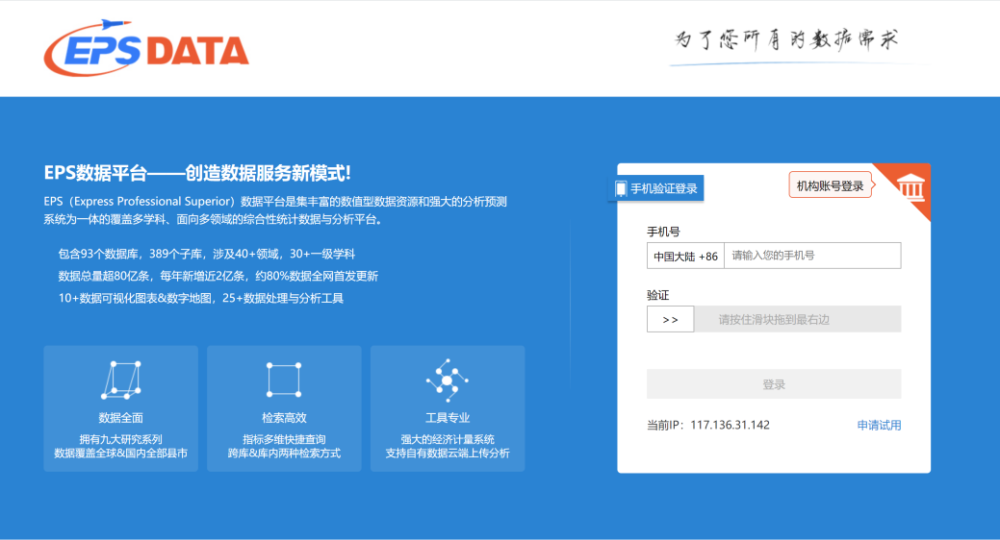 EPS DATA
为了您所有的数据需求
EPS数据平台——创造数据服务新模式!
EPS（Express Professional Superior）数据平台是集丰富的数值型数据资源和强大的分析预测
系统为一体的覆盖多学科、面向多领域的综合性统计数据与分析平台。
包含93个数据库，389个子库，涉及40+领域，30+一级学科
数据总量超80亿条，每年新增近2亿条，约80%数据全网首发更新
10+数据可视化图表&数字地图，25+数据处理与分析工具
数据全面
拥有九大研究系列
数据覆盖全球&国内全部县市
检索高效
指标多维快捷查询
跨库&库内两种检索方式
工具专业
强大的经济计量系统
支持自有数据云端上传分析
手机验证登录
机构账号登录
手机号
中国大陆 +86 请输入您的手机号
验证
>> 请按住滑块拖到最右边
登录
当前IP：117.136.31.142 申请试用